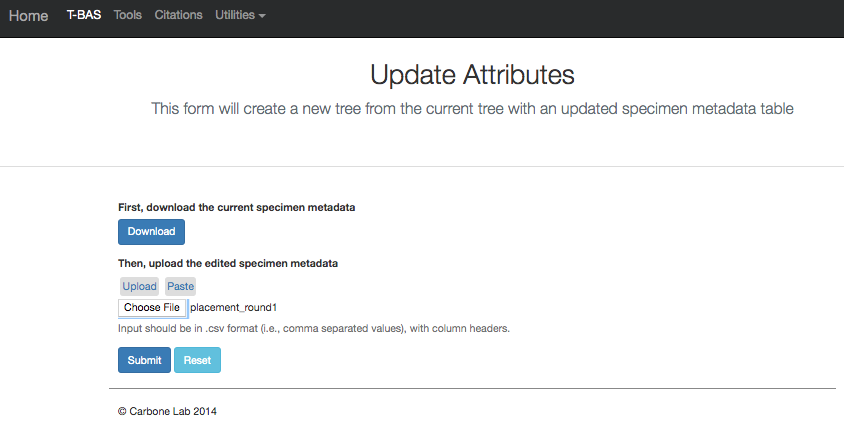 Home T-BAS Tools Citations Utilities
Update Attributes
This form will create a new tree from the current tree with an updated specimen metadata table
First, download the current specimen metadata
Download
Then, upload the edited specimen metadata
Upload Paste
Choose File placement_round1
Input should be in .csv format (i.e., comma separated values), with column headers.
Submit Reset
© Carbone Lab 2014